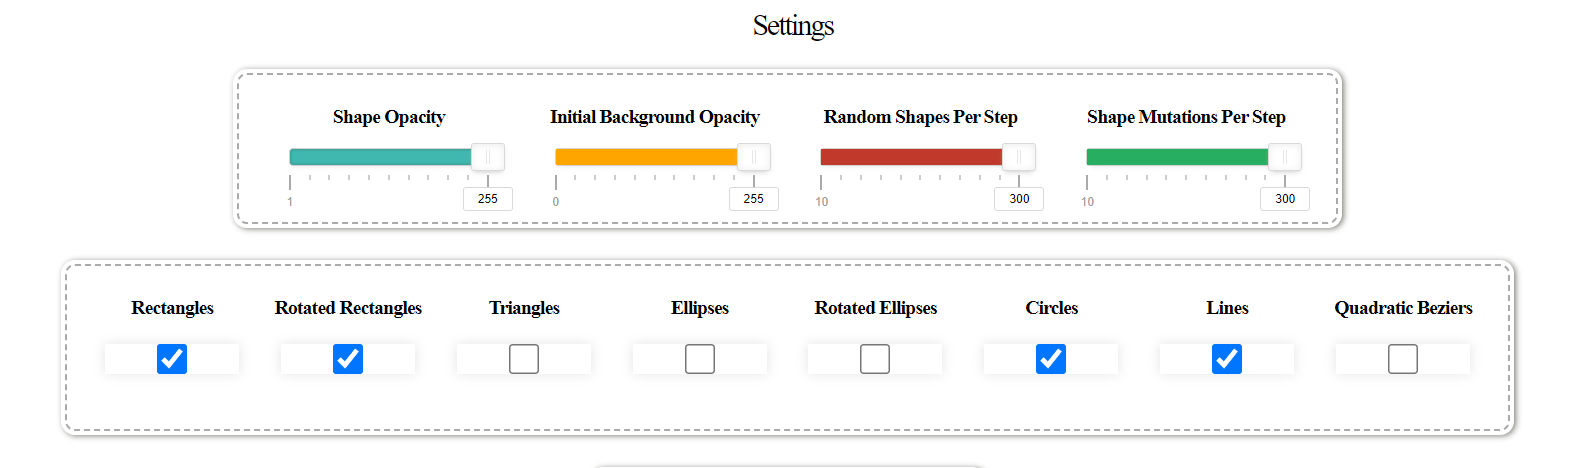 Settings
Shape Opacity Initial Background Opacity Random Shapes Per Step Shape Mutations Per Step
1 255 0 255 10 300 10 300
Rectangles Rotated Rectangles Triangles Ellipses Rotated Ellipses Circles Lines Quadratic Beziers